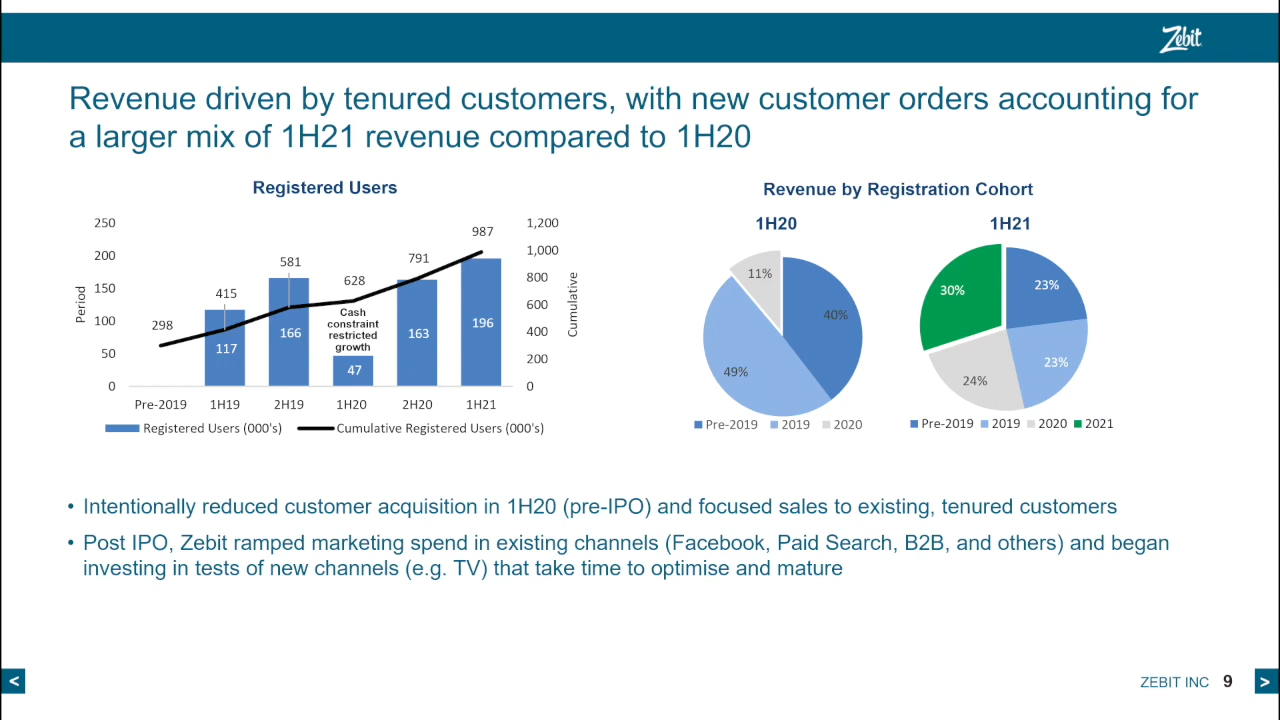 Zebit
Revenue driven by tenured customers, with new customer orders accounting for
a larger mix of 1H21 revenue compared to 1H20
Registered Users
250
200
150
100
50
0
Period
1,200
1,000
800
600
400
200
0
Cumulative
298
415
581
628
791
987
Cash
constraint
restricted
growth
117
166
47
163
196
Pre-2019 1H19 2H19 1H20 2H20 1H21
Registered Users (000's) Cumulative Registered Users (000's)
Revenue by Registration Cohort
1H20
11%
40%
49%
Pre-2019 2019 2020
1H21
30%
23%
23%
24%
Pre-2019 2019 2020 2021
• Intentionally reduced customer acquisition in 1H20 (pre-IPO) and focused sales to existing, tenured customers
• Post IPO, Zebit ramped marketing spend in existing channels (Facebook, Paid Search, B2B, and others) and began
investing in tests of new channels (e.g. TV) that take time to optimise and mature
<
ZEBIT INC 9
>